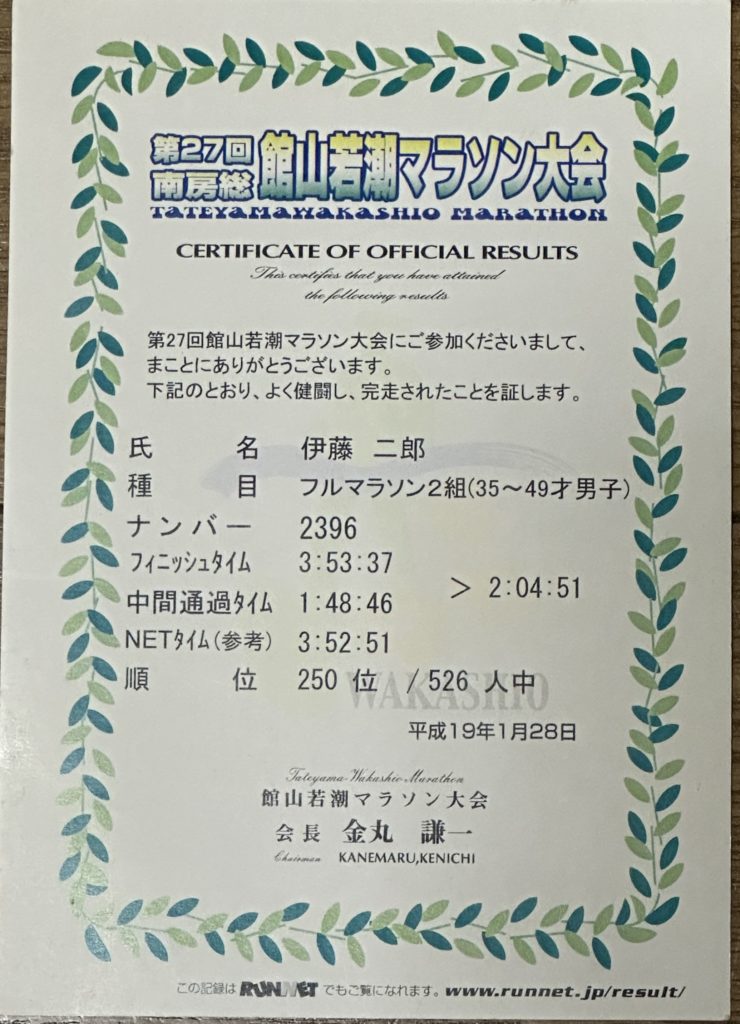 第27回
南房総
館山若潮マラソン大会
TATEYAMAWAKASHIO MARATHON
CERTIFICATE OF OFFICIAL RESULTS
This certifies that you have attained
the following results
第27回館山若潮マラソン大会にご参加くださいまして、
まことにありがとうございます。
下記のとおり、よく健闘し、完走されたことを証します。
氏 名 伊藤 二郎
種 目 フルマラソン2組(35～49才男子)
ナンバー 2396
フィニッシュタイム 3:53:37
中間通過タイム 1:48:46 > 2:04:51
NETタイム(参考) 3:52:51
順 位 250 位 /526 人中
WAKASHIO
平成19年1月28日
Tateyama-Wakashio-Marathon
館山若潮マラソン大会
会長 金丸 謙一
Chairman KANEMARU,KENICHI
この記録は RUNNET でもご覧になれます。 www.runnet.jp/result/